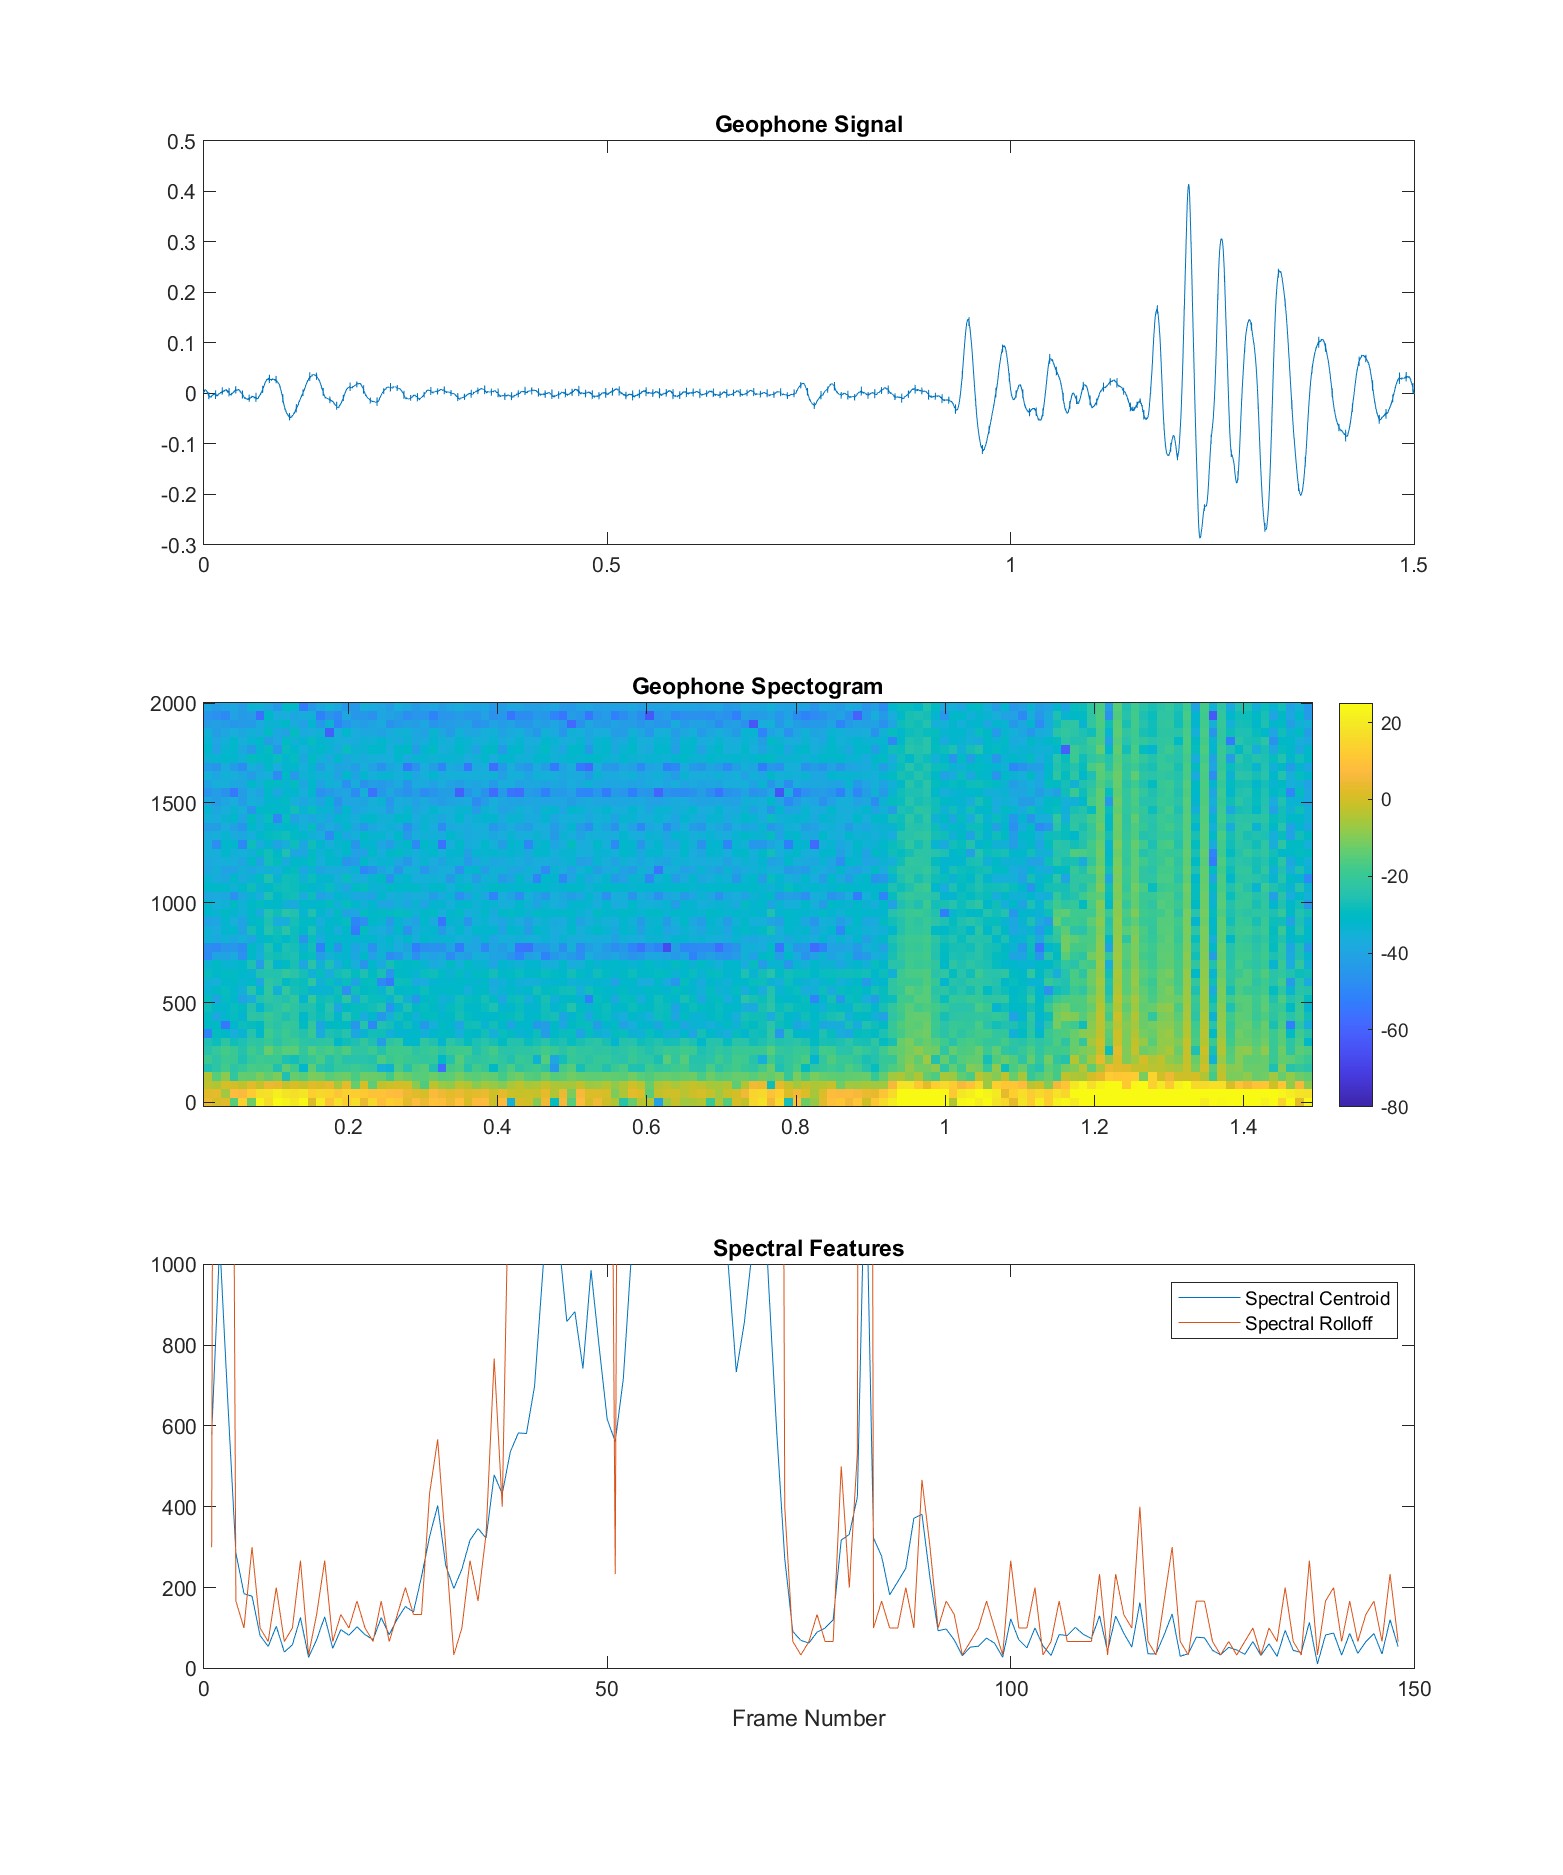 Geophone Signal
0.5
0.4
0.3
0.2
0.1
0
-0.1
-0.2
-0.3
0 0.5 1 1.5
Geophone Spectogram
2000
1500
1000
500
0
0.2 0.4 0.6 0.8 1 1.2 1.4
20
0
-20
-40
-60
-80
Spectral Features
1000
800
600
400
200
0
Spectral Centroid
Spectral Rolloff
0 50 100 150
Frame Number